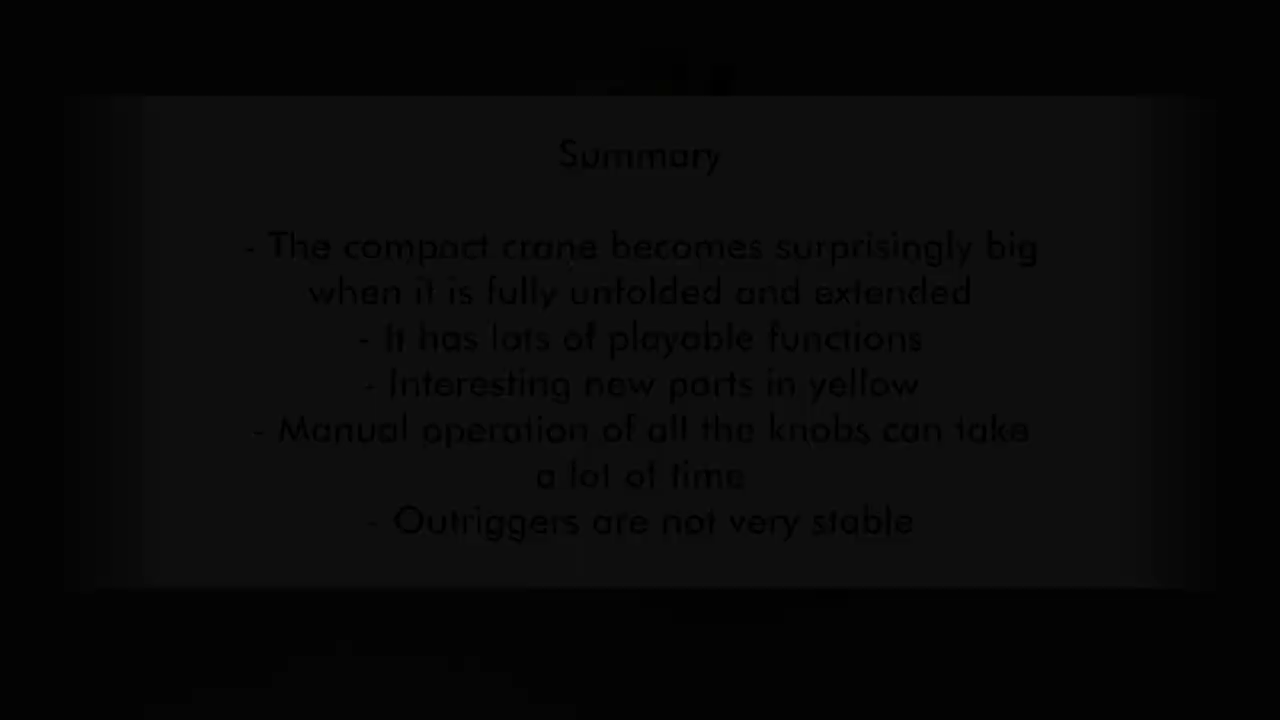 Summary
- The compact crane becomes surprisingly big
when it is fully unfolded and extended
- It has lots of playable functions
- Interesting new parts in yellow
- Manual operation of all the knobs can take
a lot of time
- Outriggers are not very stable